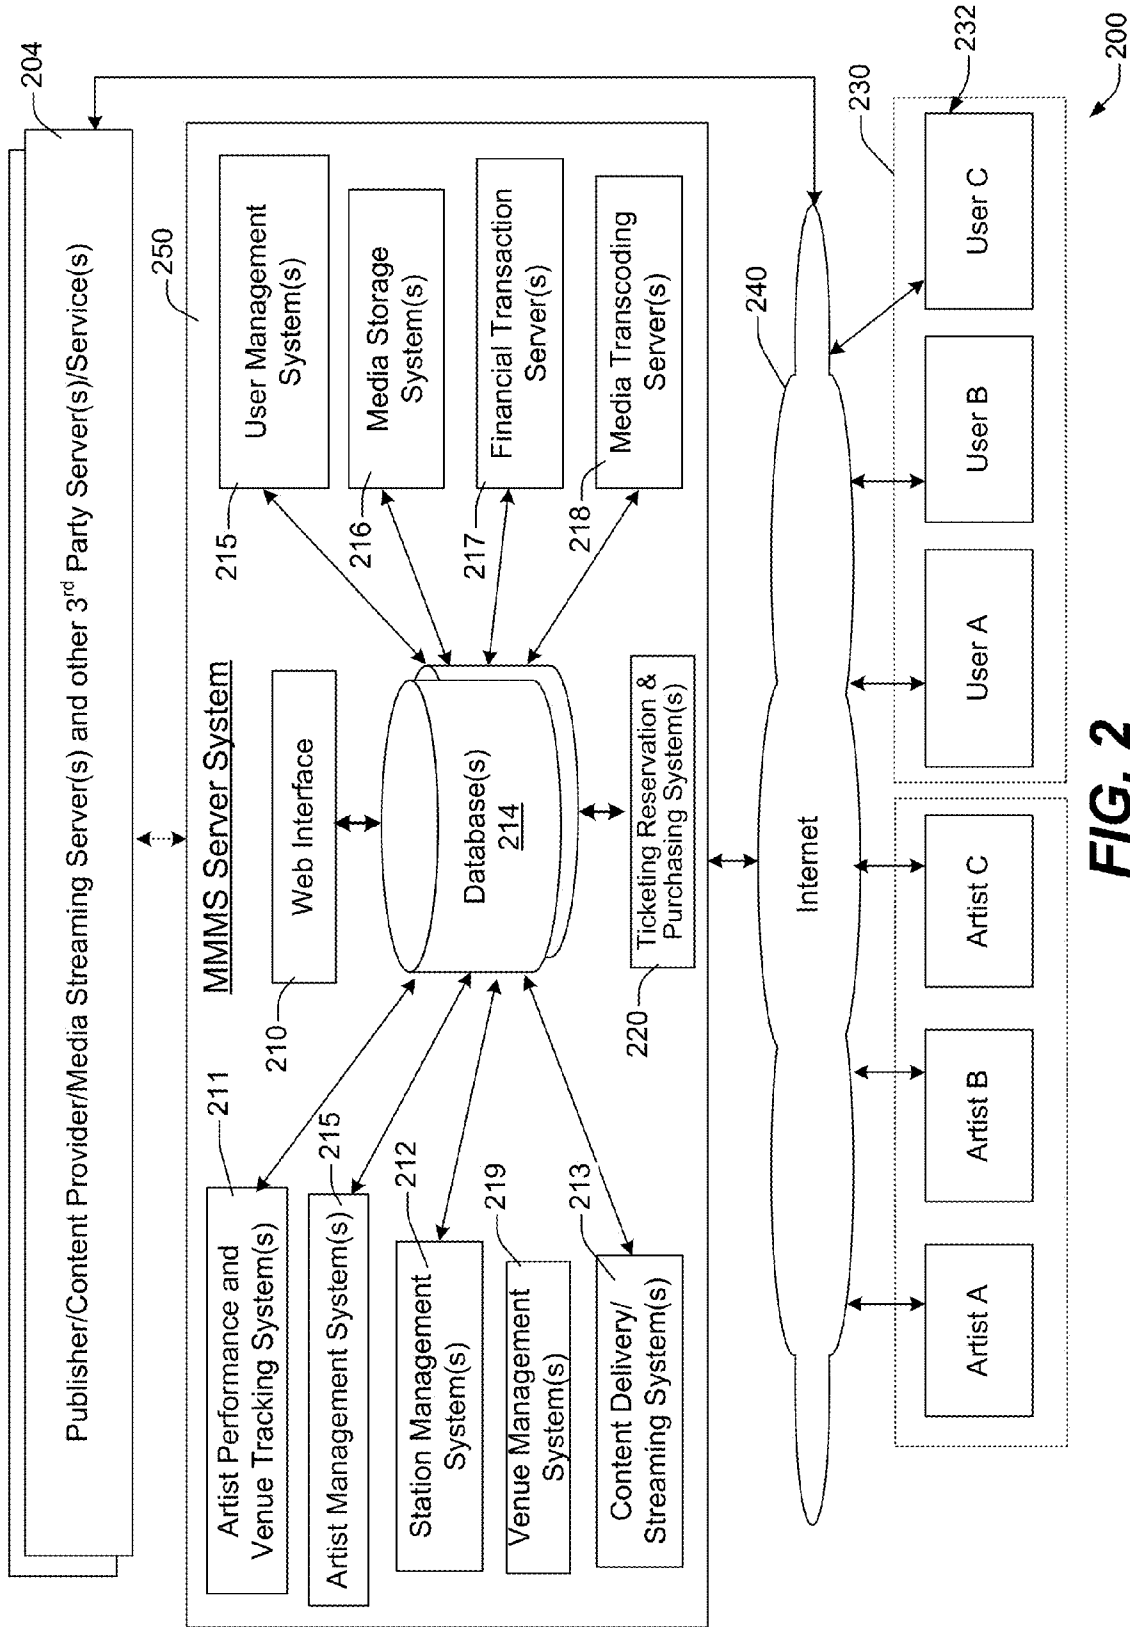 204
Publisher/Content Provider/Media Streaming Server(s) and other 3rd Party Server(s)/Service(s)
250
MMMS Server System
211
Artist Performance and
Venue Tracking System(s)
215
Artist Management System(s)
212
Station Management
System(s)
219
Venue Management
System(s)
213
Content Delivery/
Streaming System(s)
210
Web Interface
Database(s)
214
220
Ticketing Reservation &
Purchasing System(s)
215
User Management
System(s)
216
Media Storage
System(s)
217
Financial Transaction
Server(s)
218
Media Transcoding
Server(s)
240
Internet
230
232
Artist A
Artist B
Artist C
User A
User B
User C
200
FIG. 2